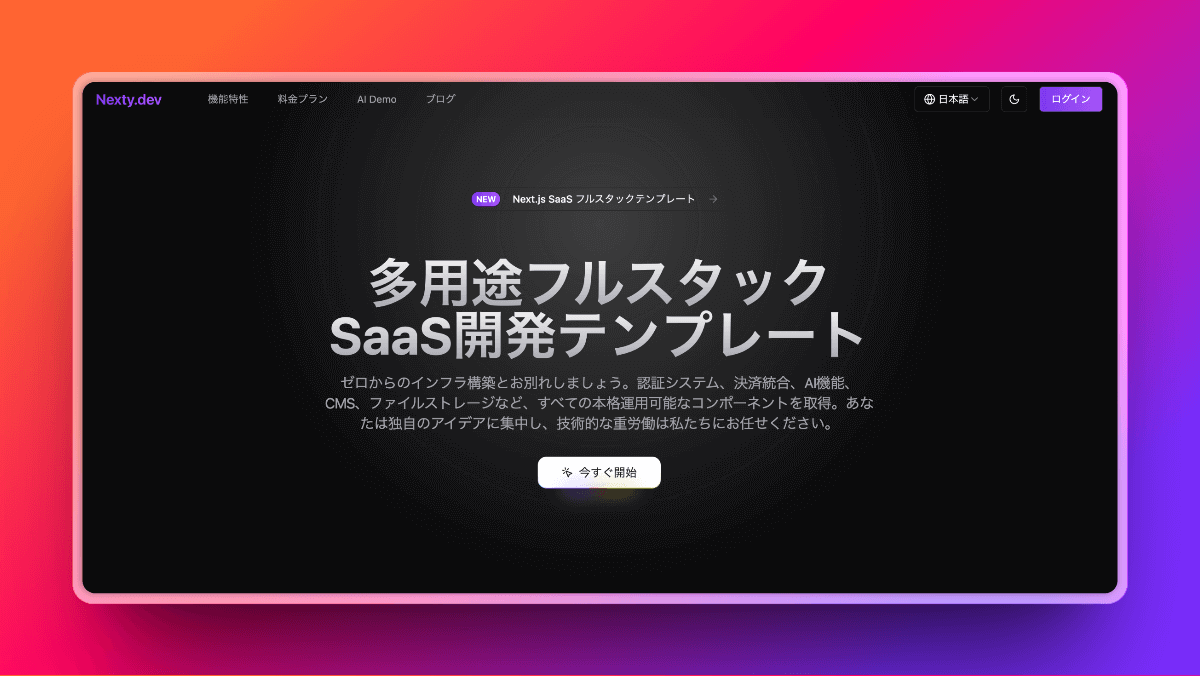 Nexty.dev
機能特性
料金プラン
AI Demo
ブログ
日本語
ログイン
NEW Next.js SaaS フルスタックテンプレート
多用途フルスタック
SaaS開発テンプレート
ゼロからのインフラ構築とお別れしましょう。認証システム、決済統合、AI機能、
CMS、ファイルストレージなど、すべての本格運用可能なコンポーネントを取得。あな
たは独自のアイデアに集中し、技術的な重労働は私たちにお任せください。
今すぐ開始